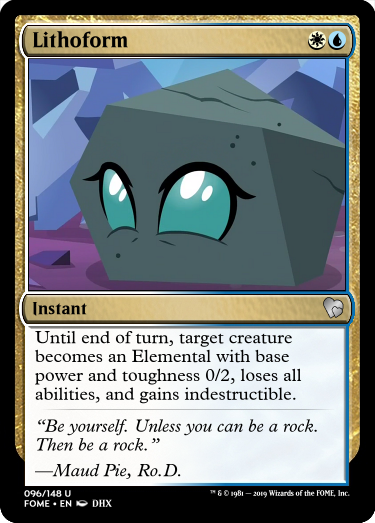 Lithoform
Instant
Until end of turn, target creature
becomes an Elemental with base
power and toughness 0/2, loses all
abilities, and gains indestructible.
“Be yourself. Unless you can be a rock.
Then be a rock.”
—Maud Pie, Ro.D.
096/148 U
™ & © 1981 — 2019 Wizards of the FOME, Inc.
FOME • EN DHX